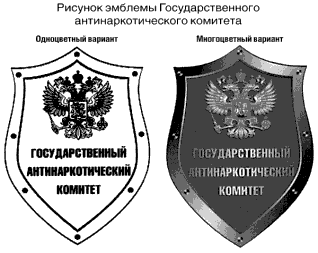 Рисунок эмблемы Государственного
антинаркотического комитета
Одноцветный вариант
Многоцветный вариант
ГОСУДАРСТВЕННЫЙ
АНТИНАРКОТИЧЕСКИЙ
КОМИТЕТ
ГОСУДАРСТВЕННЫЙ
АНТИНАРКОТИЧЕСКИЙ
КОМИТЕТ